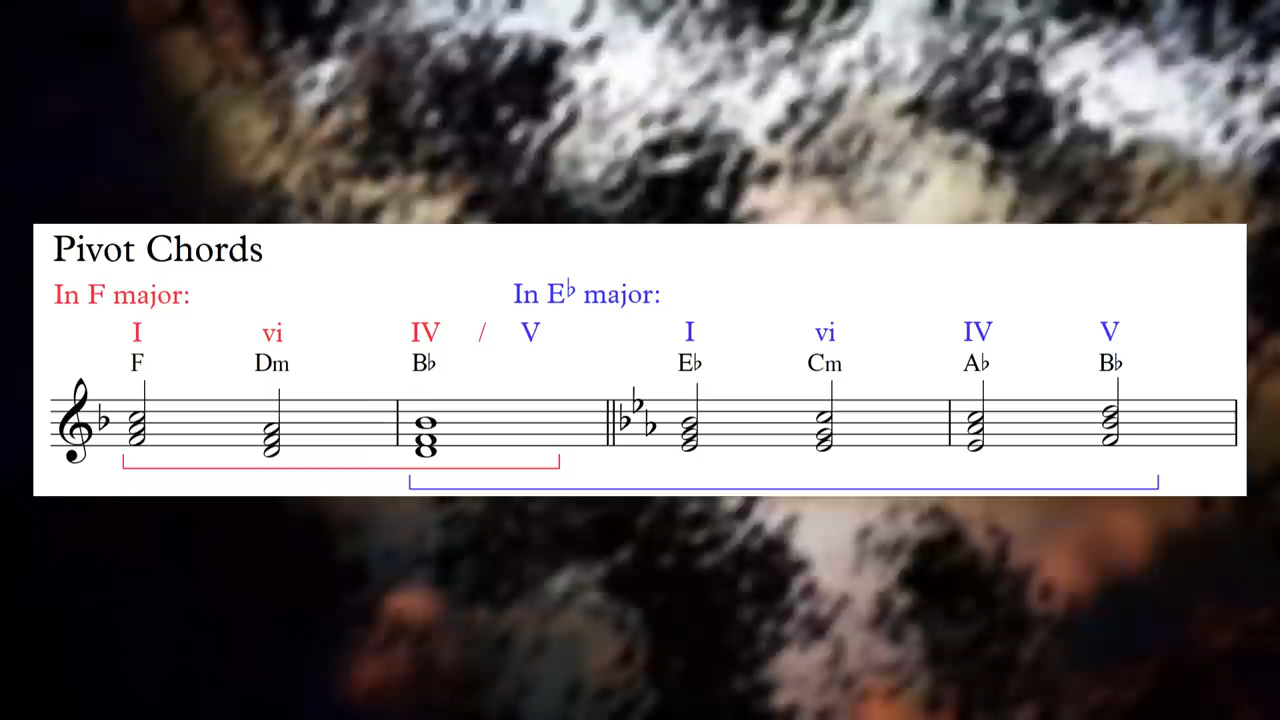 Pivot Chords
In F major: In E♭ major:
I vi IV / V I vi IV V
F Dm B♭ E♭ Cm A♭ B♭